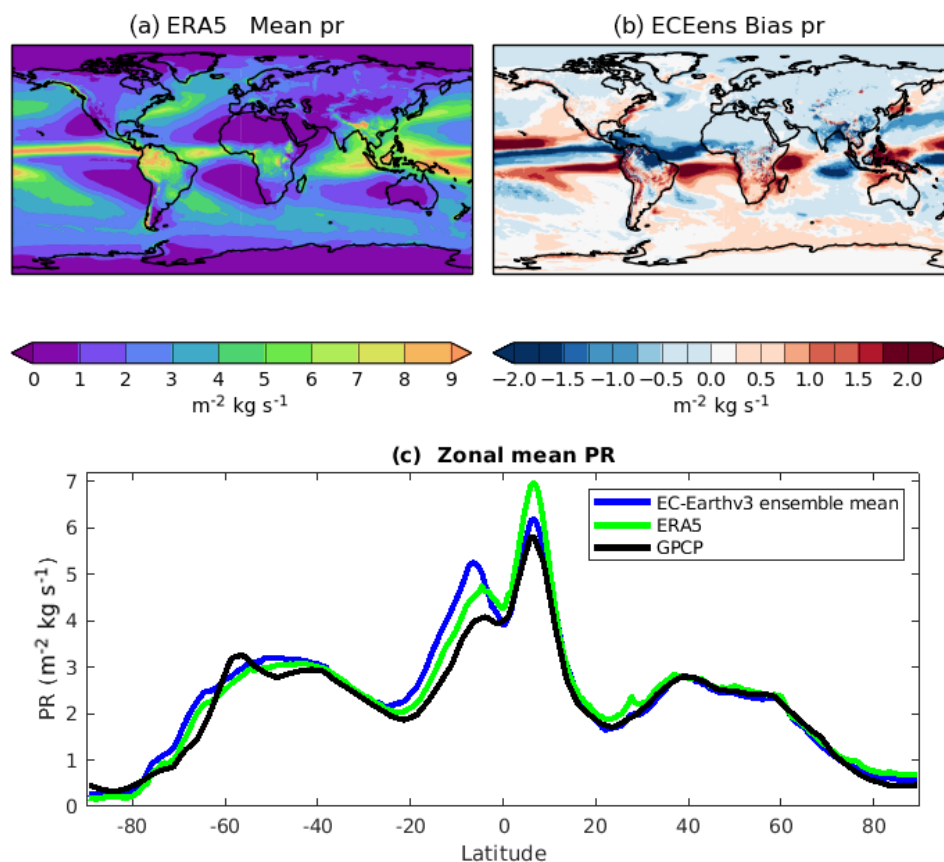 (a) ERA5 Mean pr
(b) ECEens Bias pr
0 1 2 3 4 5 6 7 8 9
m⁻² kg s⁻¹
−2.0 −1.5 −1.0 −0.5 0.0 0.5 1.0 1.5 2.0
m⁻² kg s⁻¹
(c) Zonal mean PR
PR (m⁻² kg s⁻¹)
7
6
5
4
3
2
1
0
EC-Earthv3 ensemble mean
ERA5
GPCP
-80 -60 -40 -20 0 20 40 60 80
Latitude